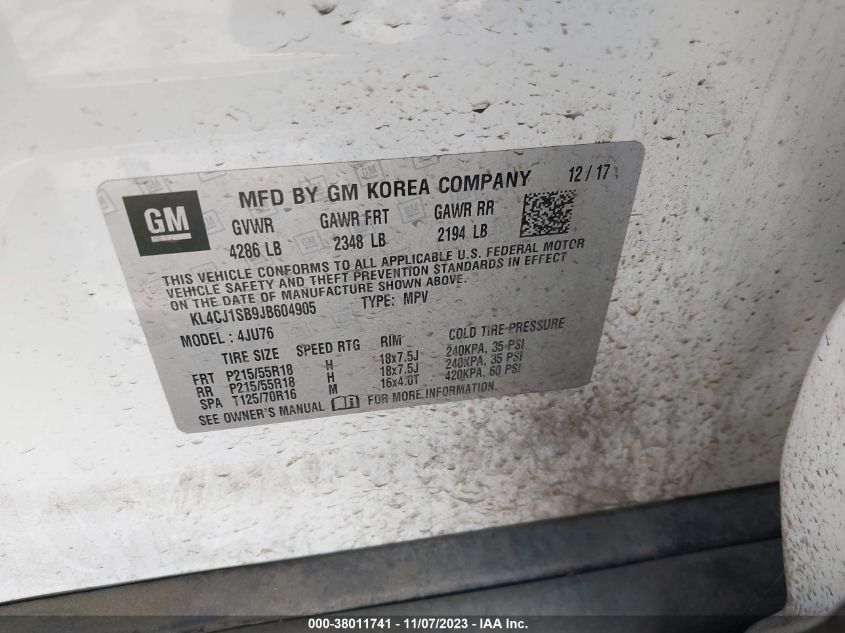 GM
MFD BY GM KOREA COMPANY 12/17
GVWR GAWR FRT GAWR RR
4286 LB 2348 LB 2194 LB
THIS VEHICLE CONFORMS TO ALL APPLICABLE U.S. FEDERAL MOTOR
VEHICLE SAFETY AND THEFT PREVENTION STANDARDS IN EFFECT
ON THE DATE OF MANUFACTURE SHOWN ABOVE.
KL4CJ1SB9JB604905 TYPE: MPV
MODEL: 4JU76
TIRE SIZE SPEED RTG RIM COLD TIRE PRESSURE
FRT P215/55R18 H 18x7.5J 240KPA, 35 PSI
RR P215/55R18 H 18x7.5J 240KPA, 35 PSI
SPA T125/70R16 M 16x4.0T 420KPA, 60 PSI
SEE OWNER'S MANUAL FOR MORE INFORMATION.
000-38011741 - 11/07/2023 - IAA Inc.